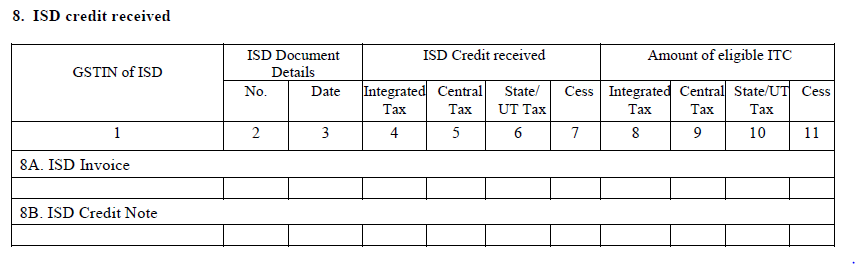 8. ISD credit received
GSTIN of ISD
ISD Document
Details
ISD Credit received
Amount of eligible ITC
No.
Date
Integrated
Tax
Central
Tax
State/
UT Tax
Cess
Integrated
Tax
Central
Tax
State/UT
Tax
Cess
1 2 3 4 5 6 7 8 9 10 11
8A. ISD Invoice
8B. ISD Credit Note